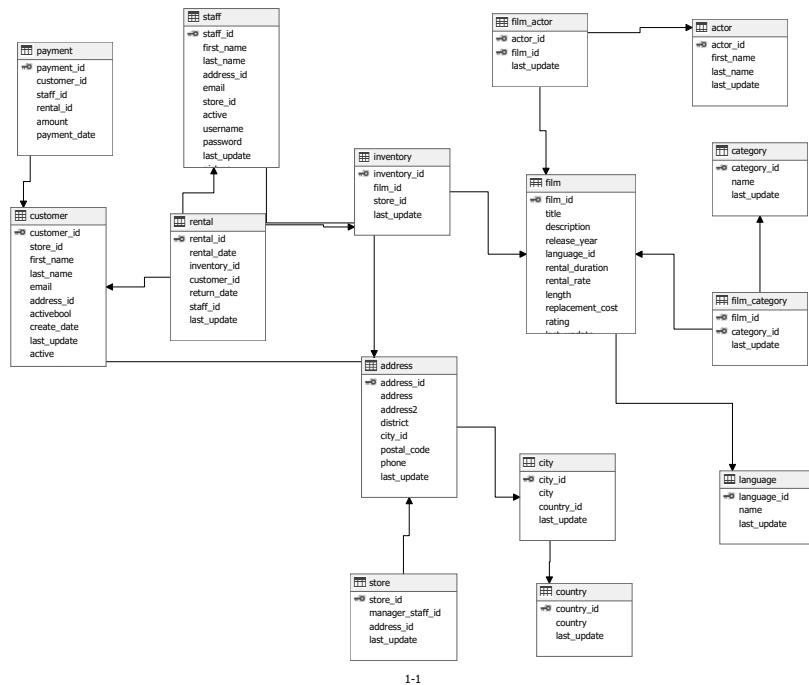 payment
payment_id
customer_id
staff_id
rental_id
amount
payment_date
staff
staff_id
first_name
last_name
address_id
email
store_id
active
username
password
last_update
film_actor
actor_id
film_id
last_update
actor
actor_id
first_name
last_name
last_update
inventory
inventory_id
film_id
store_id
last_update
category
category_id
name
last_update
film
film_id
title
description
release_year
language_id
rental_duration
rental_rate
length
replacement_cost
rating
customer
customer_id
store_id
first_name
last_name
email
address_id
activebool
create_date
last_update
active
rental
rental_id
rental_date
inventory_id
customer_id
return_date
staff_id
last_update
film_category
film_id
category_id
last_update
address
address_id
address
address2
district
city_id
postal_code
phone
last_update
city
city_id
city
country_id
last_update
language
language_id
name
last_update
store
store_id
manager_staff_id
address_id
last_update
country
country_id
country
last_update
1-1